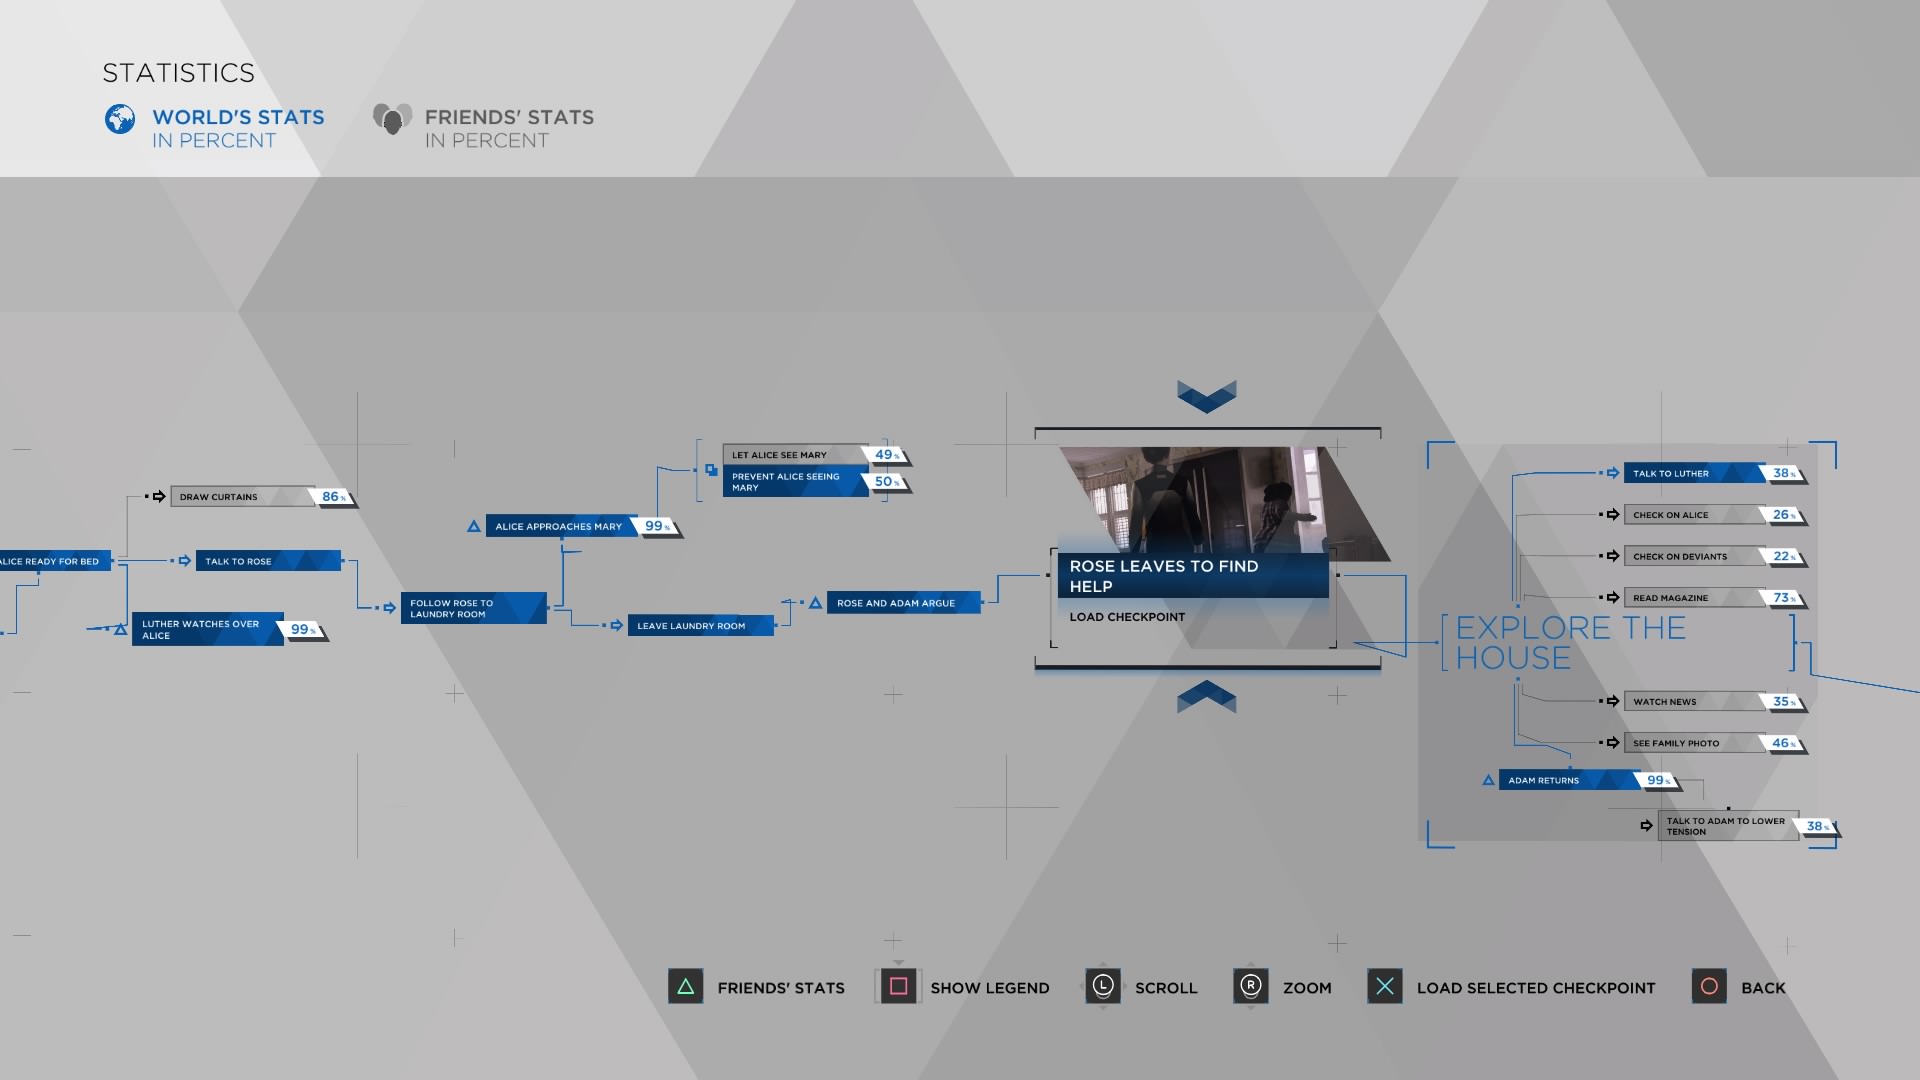 STATISTICS
WORLD'S STATS
IN PERCENT
FRIENDS' STATS
IN PERCENT
DRAW CURTAINS 86%
ALICE READY FOR BED
TALK TO ROSE
LUTHER WATCHES OVER
ALICE
99%
FOLLOW ROSE TO
LAUNDRY ROOM
ALICE APPROACHES MARY 99%
LET ALICE SEE MARY 49%
PREVENT ALICE SEEING
MARY
50%
LEAVE LAUNDRY ROOM
ROSE AND ADAM ARGUE
ROSE LEAVES TO FIND
HELP
LOAD CHECKPOINT
TALK TO LUTHER 38%
CHECK ON ALICE 26%
CHECK ON DEVIANTS 22%
READ MAGAZINE 73%
EXPLORE THE
HOUSE
WATCH NEWS 35%
SEE FAMILY PHOTO 46%
ADAM RETURNS 99%
TALK TO ADAM TO LOWER
TENSION
38%
FRIENDS' STATS
SHOW LEGEND
L SCROLL
R ZOOM
LOAD SELECTED CHECKPOINT
BACK